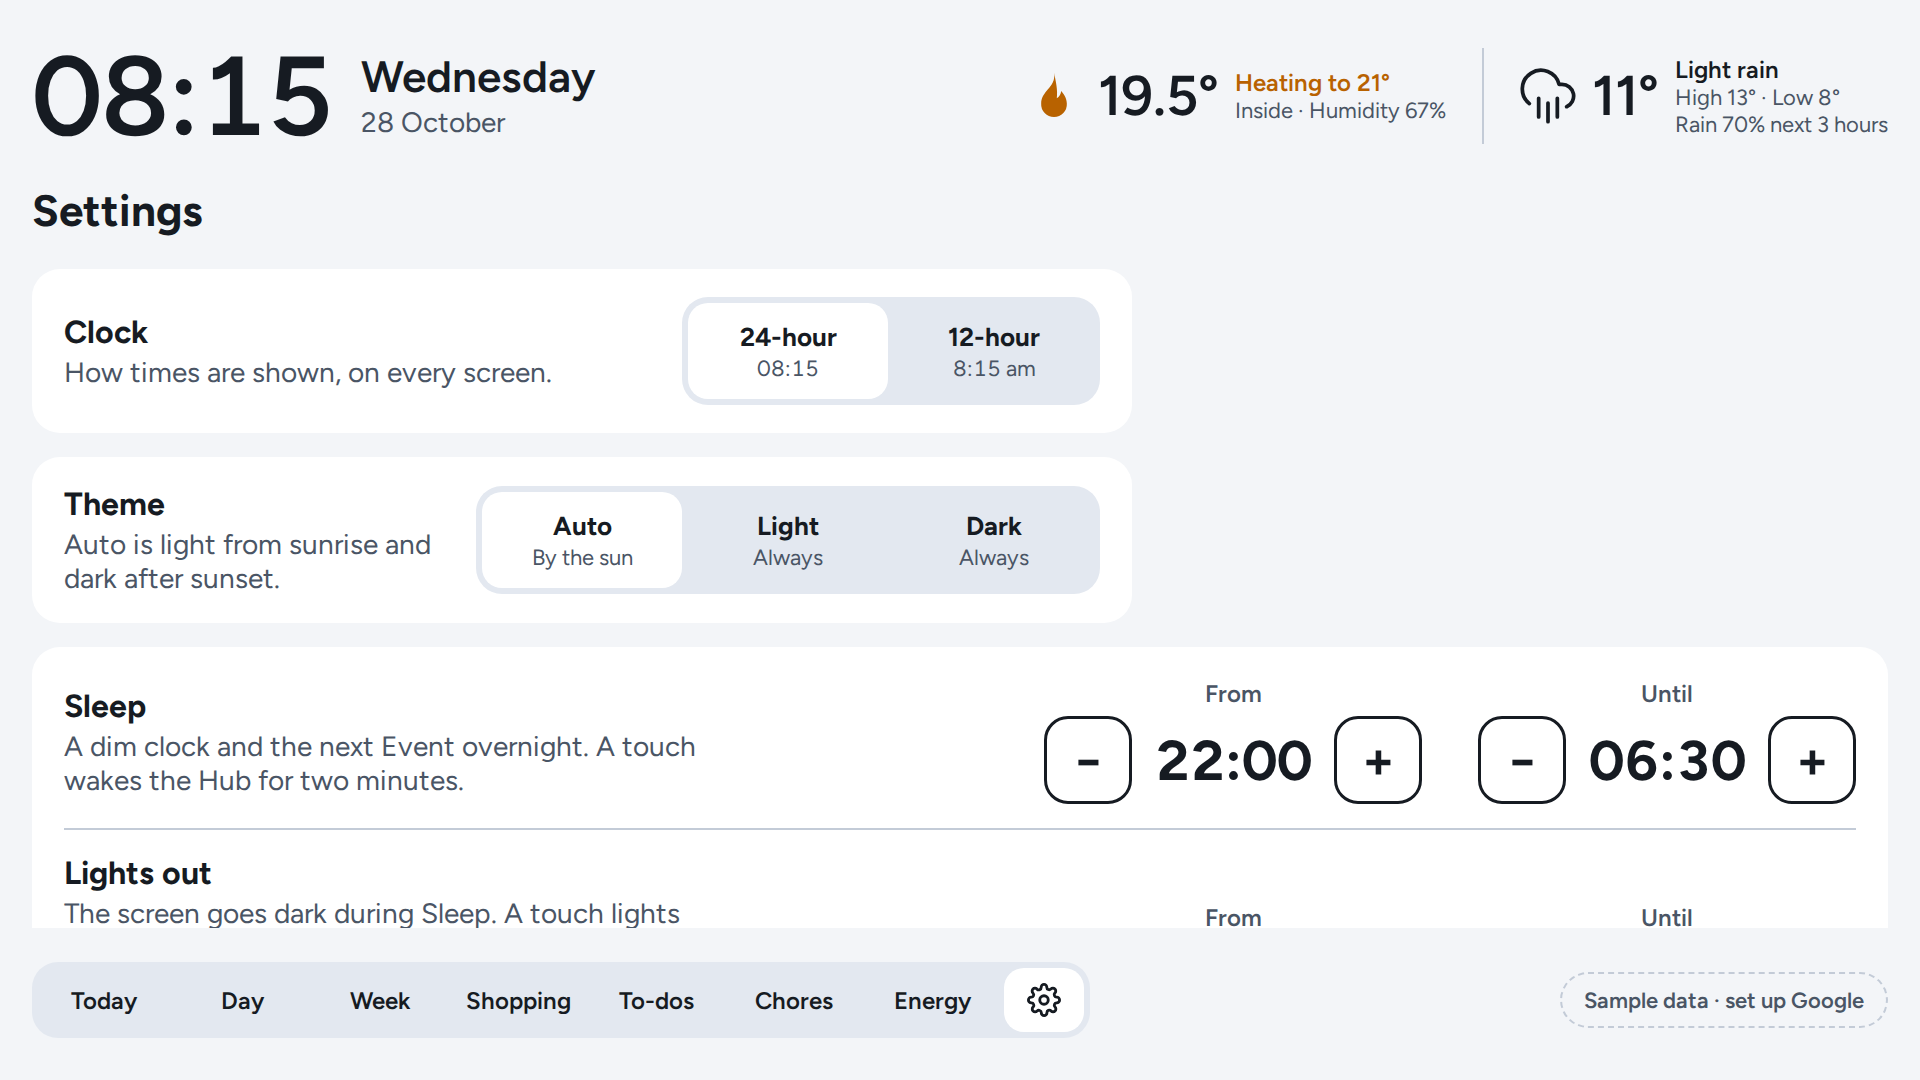 08:15
Wednesday
28 October
19.5°
Heating to 21°
Inside · Humidity 67%
11°
Light rain
High 13° · Low 8°
Rain 70% next 3 hours
Settings
Clock
How times are shown, on every screen.
24-hour
08:15
12-hour
8:15 am
Theme
Auto is light from sunrise and
dark after sunset.
Auto
By the sun
Light
Always
Dark
Always
Sleep
A dim clock and the next Event overnight. A touch
wakes the Hub for two minutes.
From
− 22:00 +
Until
− 06:30 +
Lights out
The screen goes dark during Sleep. A touch lights
From
Until
Today
Day
Week
Shopping
To-dos
Chores
Energy
Sample data · set up Google